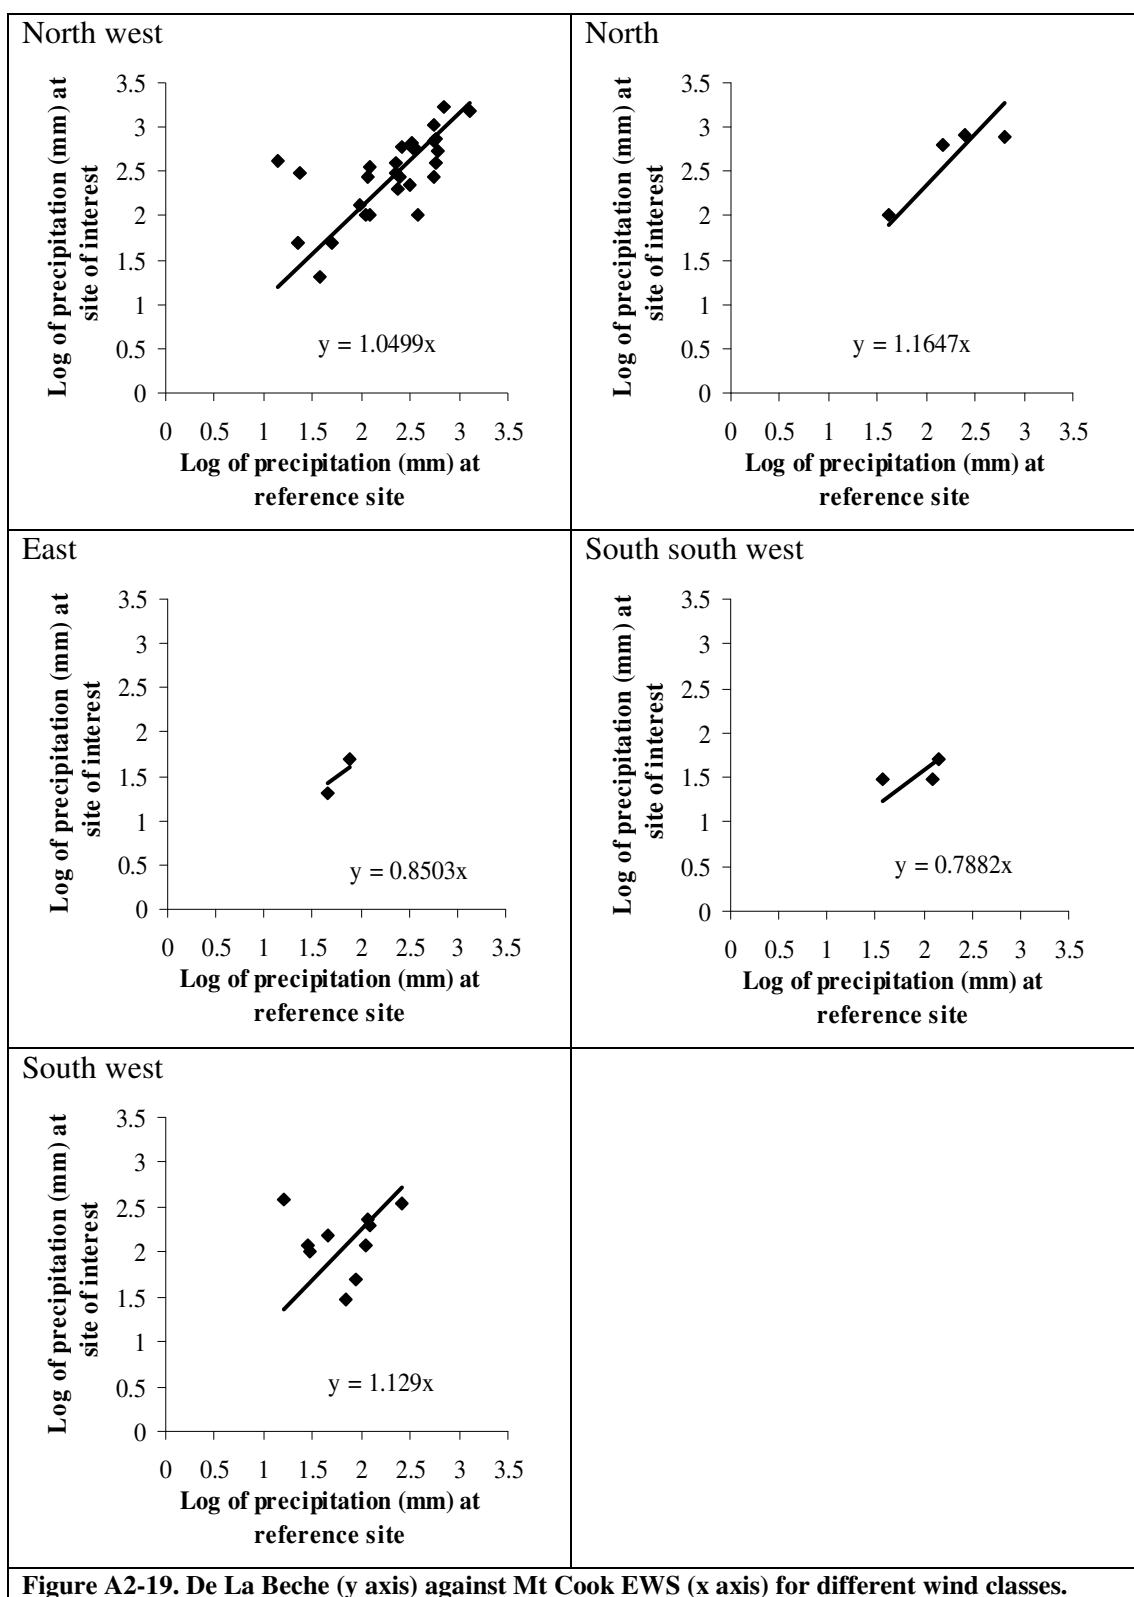 North west
Log of precipitation (mm) at
site of interest
3.5
3
2.5
2
1.5
1
0.5
0
y = 1.0499x
0 0.5 1 1.5 2 2.5 3 3.5
Log of precipitation (mm) at
reference site
North
Log of precipitation (mm) at
site of interest
3.5
3
2.5
2
1.5
1
0.5
0
y = 1.1647x
0 0.5 1 1.5 2 2.5 3 3.5
Log of precipitation (mm) at
reference site
East
Log of precipitation (mm) at
site of interest
3.5
3
2.5
2
1.5
1
0.5
0
y = 0.8503x
0 0.5 1 1.5 2 2.5 3 3.5
Log of precipitation (mm) at
reference site
South south west
Log of precipitation (mm) at
site of interest
3.5
3
2.5
2
1.5
1
0.5
0
y = 0.7882x
0 0.5 1 1.5 2 2.5 3 3.5
Log of precipitation (mm) at
reference site
South west
Log of precipitation (mm) at
site of interest
3.5
3
2.5
2
1.5
1
0.5
0
y = 1.129x
0 0.5 1 1.5 2 2.5 3 3.5
Log of precipitation (mm) at
reference site
Figure A2-19. De La Beche (y axis) against Mt Cook EWS (x axis) for different wind classes.